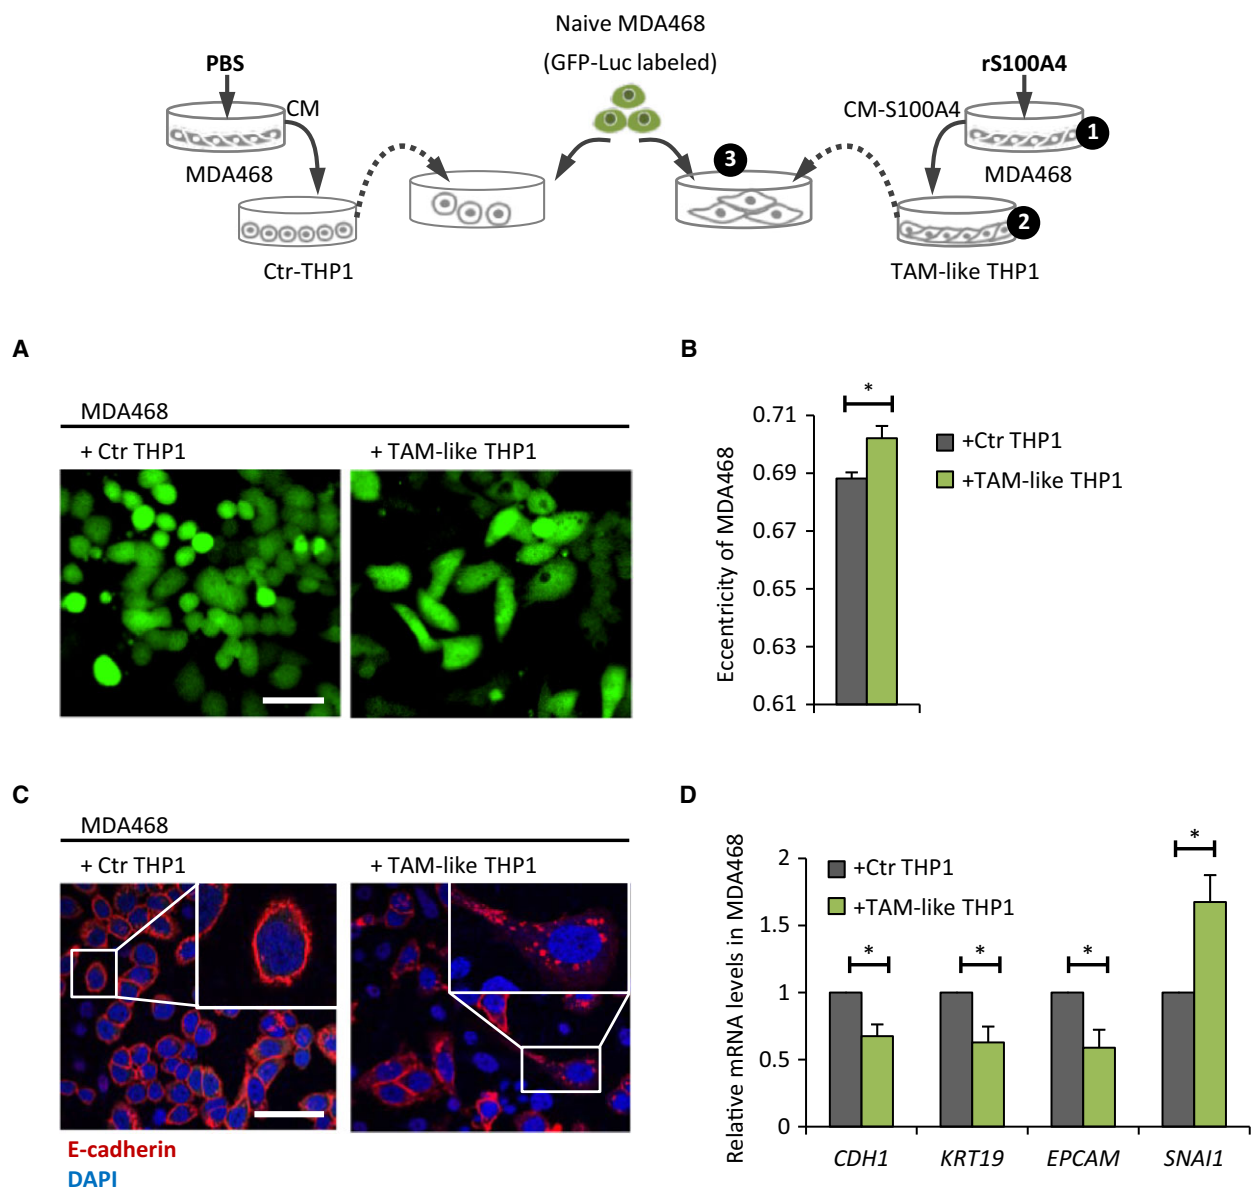 Naive MDA468
(GFP-Luc labeled)
PBS
rS100A4
CM
CM-S100A4
1
3
MDA468
MDA468
2
Ctr-THP1
TAM-like THP1
A
MDA468
+ Ctr THP1
+ TAM-like THP1
B
*
0.71
0.69
0.67
0.65
0.63
0.61
Eccentricity of MDA468
+Ctr THP1
+TAM-like THP1
C
MDA468
+ Ctr THP1
+ TAM-like THP1
E-cadherin
DAPI
D
Relative mRNA levels in MDA468
2
1.5
1
0.5
0
+Ctr THP1
+TAM-like THP1
*
*
*
*
CDH1
KRT19
EPCAM
SNAI1